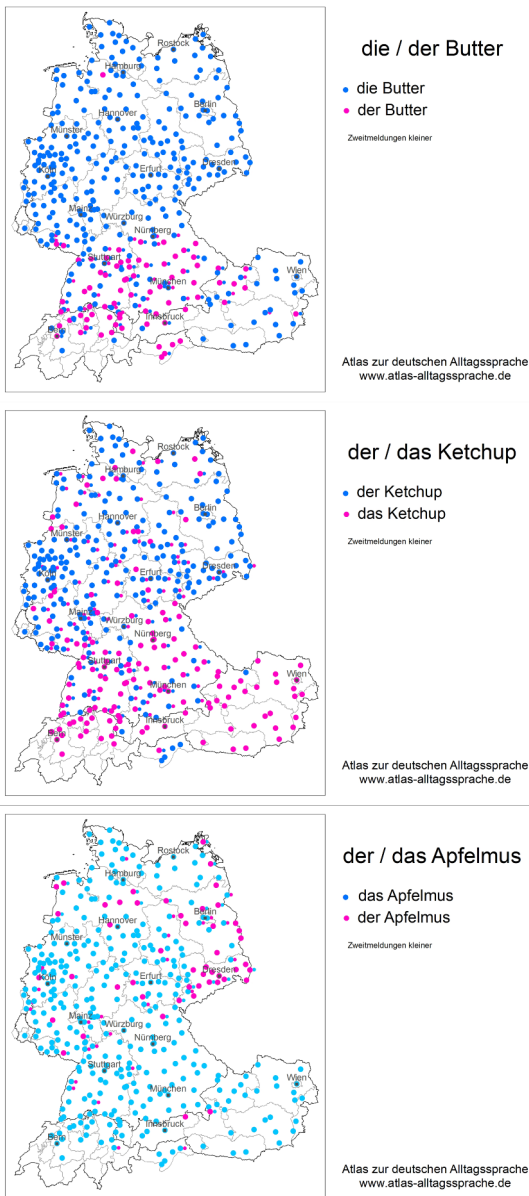 die / der Butter
die Butter
der Butter
Zweitmeldungen kleiner
Rostock
Hamburg
Berlin
Hannover
Münster
Köln
Erfurt
Dresden
Mainz
Würzburg
Nürnberg
Stuttgart
München
Wien
Innsbruck
Bern
Atlas zur deutschen Alltagssprache
www.atlas-alltagssprache.de
der / das Ketchup
der Ketchup
das Ketchup
Zweitmeldungen kleiner
Rostock
Hamburg
Berlin
Hannover
Münster
Köln
Erfurt
Dresden
Mainz
Würzburg
Nürnberg
Stuttgart
München
Wien
Innsbruck
Bern
Atlas zur deutschen Alltagssprache
www.atlas-alltagssprache.de
der / das Apfelmus
das Apfelmus
der Apfelmus
Zweitmeldungen kleiner
Rostock
Hamburg
Berlin
Hannover
Münster
Köln
Erfurt
Dresden
Mainz
Würzburg
Nürnberg
Stuttgart
München
Wien
Innsbruck
Bern
Atlas zur deutschen Alltagssprache
www.atlas-alltagssprache.de